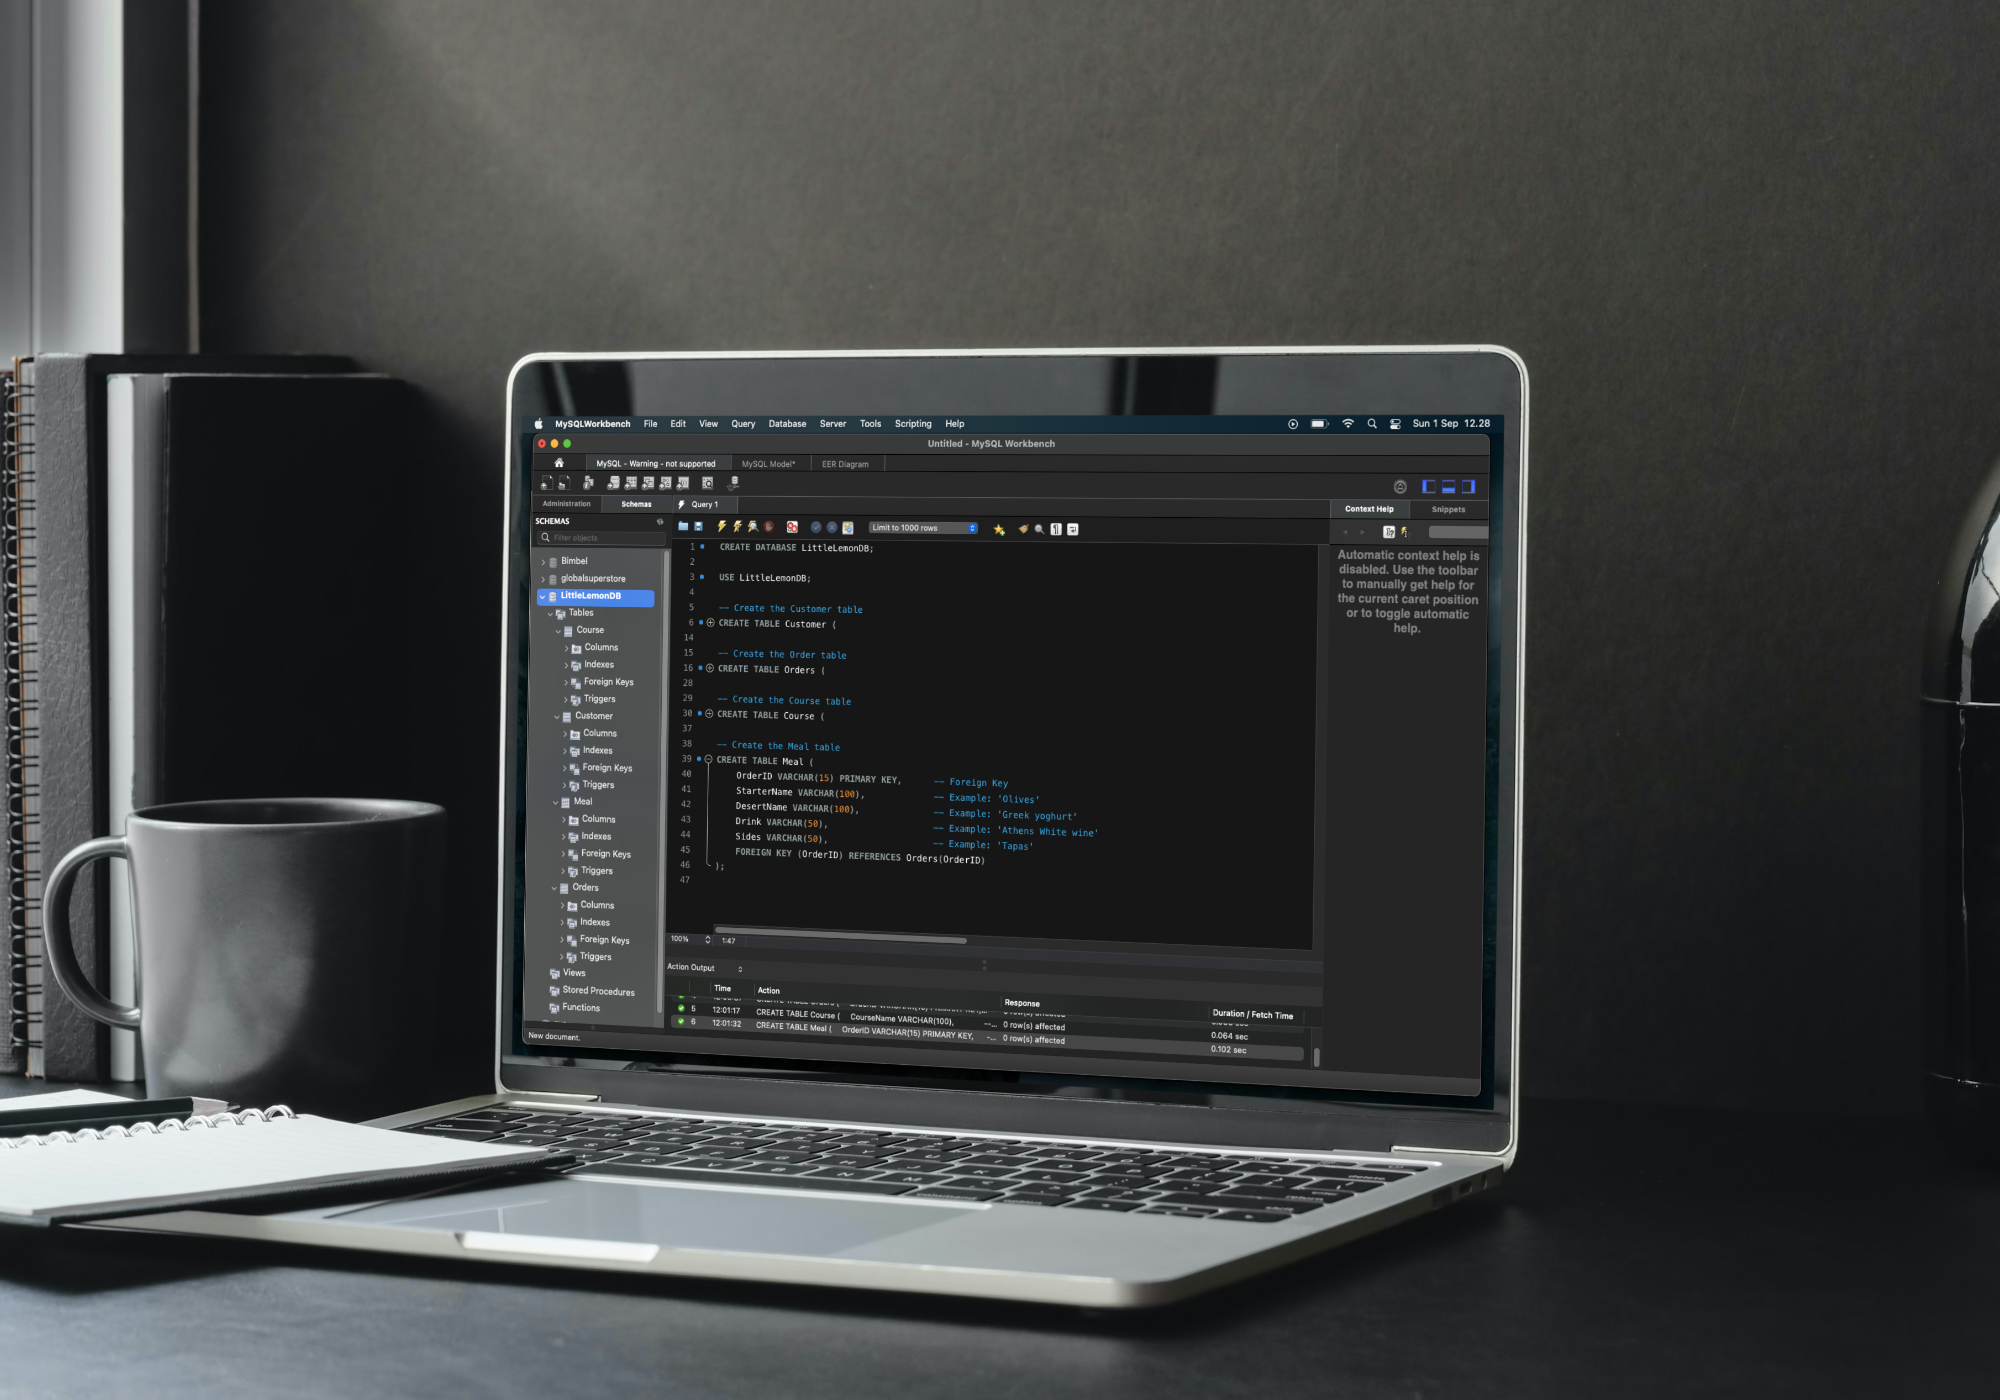 MySQLWorkbench File Edit View Query Database Server Tools Scripting Help
Sun 1 Sep 12.28
Untitled - MySQL Workbench
MySQL - Warning - not supported
MySQL Model*
EER Diagram
Administration Schemas
Query 1
Context Help Snippets
SCHEMAS
Filter objects
Limit to 1000 rows
Bimbel
globalsuperstore
LittleLemonDB
Tables
Course
Columns
Indexes
Foreign Keys
Triggers
Customer
Columns
Indexes
Foreign Keys
Triggers
Meal
Columns
Indexes
Foreign Keys
Triggers
Orders
Columns
Indexes
Foreign Keys
Triggers
Views
Stored Procedures
Functions
New document.
1 CREATE DATABASE LittleLemonDB;
2
3 USE LittleLemonDB;
4
5 -- Create the Customer table
6 CREATE TABLE Customer (
14
15 -- Create the Order table
16 CREATE TABLE Orders (
28
29 -- Create the Course table
30 CREATE TABLE Course (
37
38 -- Create the Meal table
39 CREATE TABLE Meal (
40 OrderID VARCHAR(15) PRIMARY KEY, -- Foreign Key
41 StarterName VARCHAR(100), -- Example: 'Olives'
42 DesertName VARCHAR(100), -- Example: 'Greek yoghurt'
43 Drink VARCHAR(50), -- Example: 'Athens White wine'
44 Sides VARCHAR(50), -- Example: 'Tapas'
45 FOREIGN KEY (OrderID) REFERENCES Orders(OrderID)
46 );
47
100% 1:47
Action Output
Time Action Response Duration / Fetch Time
5 12:01:17 CREATE TABLE Course ( CourseName VARCHAR(100), --... 0 row(s) affected 0.064 sec
6 12:01:32 CREATE TABLE Meal ( OrderID VARCHAR(15) PRIMARY KEY, -... 0 row(s) affected 0.102 sec
Automatic context help is
disabled. Use the toolbar
to manually get help for
the current caret position
or to toggle automatic
help.